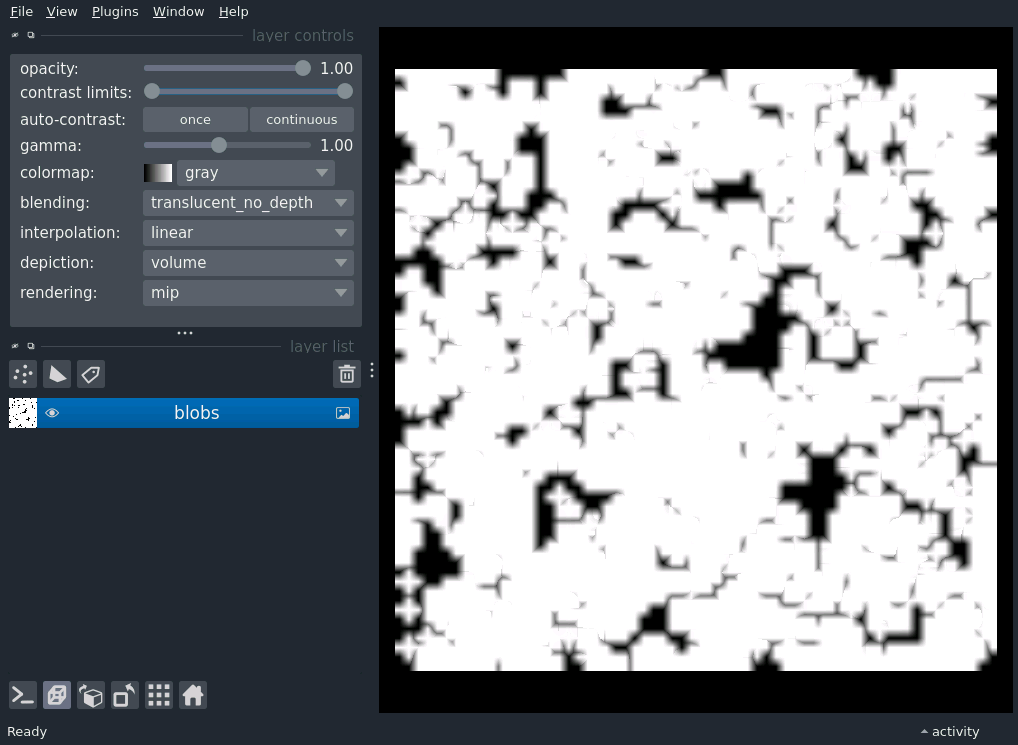 File View Plugins Window Help
layer controls
opacity: 1.00
contrast limits:
auto-contrast: once continuous
gamma: 1.00
colormap: gray
blending: translucent_no_depth
interpolation: linear
depiction: volume
rendering: mip
layer list
blobs
Ready activity